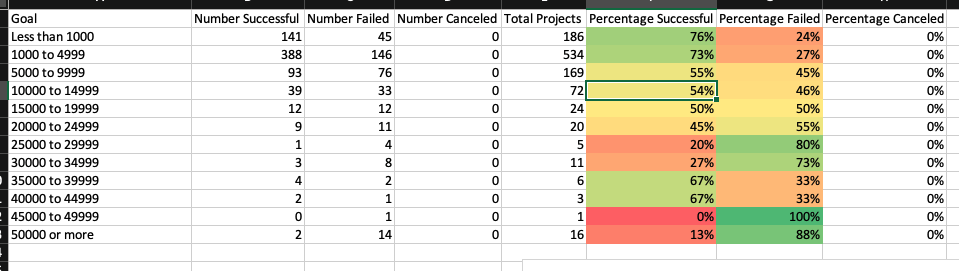 Goal Number Successful Number Failed Number Canceled Total Projects Percentage Successful Percentage Failed Percentage Canceled
Less than 1000 141 45 0 186 76% 24% 0%
1000 to 4999 388 146 0 534 73% 27% 0%
5000 to 9999 93 76 0 169 55% 45% 0%
10000 to 14999 39 33 0 72 54% 46% 0%
15000 to 19999 12 12 0 24 50% 50% 0%
20000 to 24999 9 11 0 20 45% 55% 0%
25000 to 29999 1 4 0 5 20% 80% 0%
30000 to 34999 3 8 0 11 27% 73% 0%
35000 to 39999 4 2 0 6 67% 33% 0%
40000 to 44999 2 1 0 3 67% 33% 0%
45000 to 49999 0 1 0 1 0% 100% 0%
50000 or more 2 14 0 16 13% 88% 0%